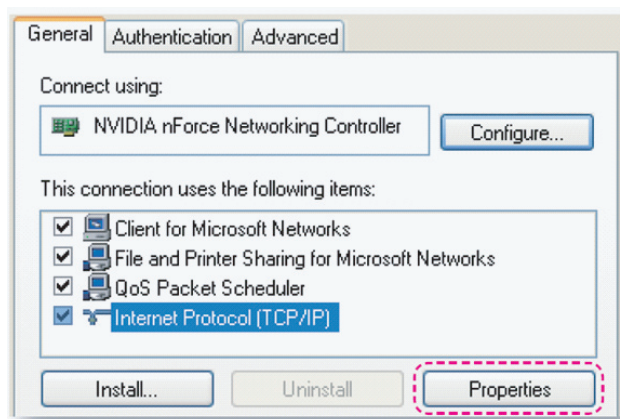 General Authentication Advanced
Connect using:
NVIDIA nForce Networking Controller
Configure...
This connection uses the following items:
Client for Microsoft Networks
File and Printer Sharing for Microsoft Networks
QoS Packet Scheduler
Internet Protocol (TCP/IP)
Install... Uninstall Properties